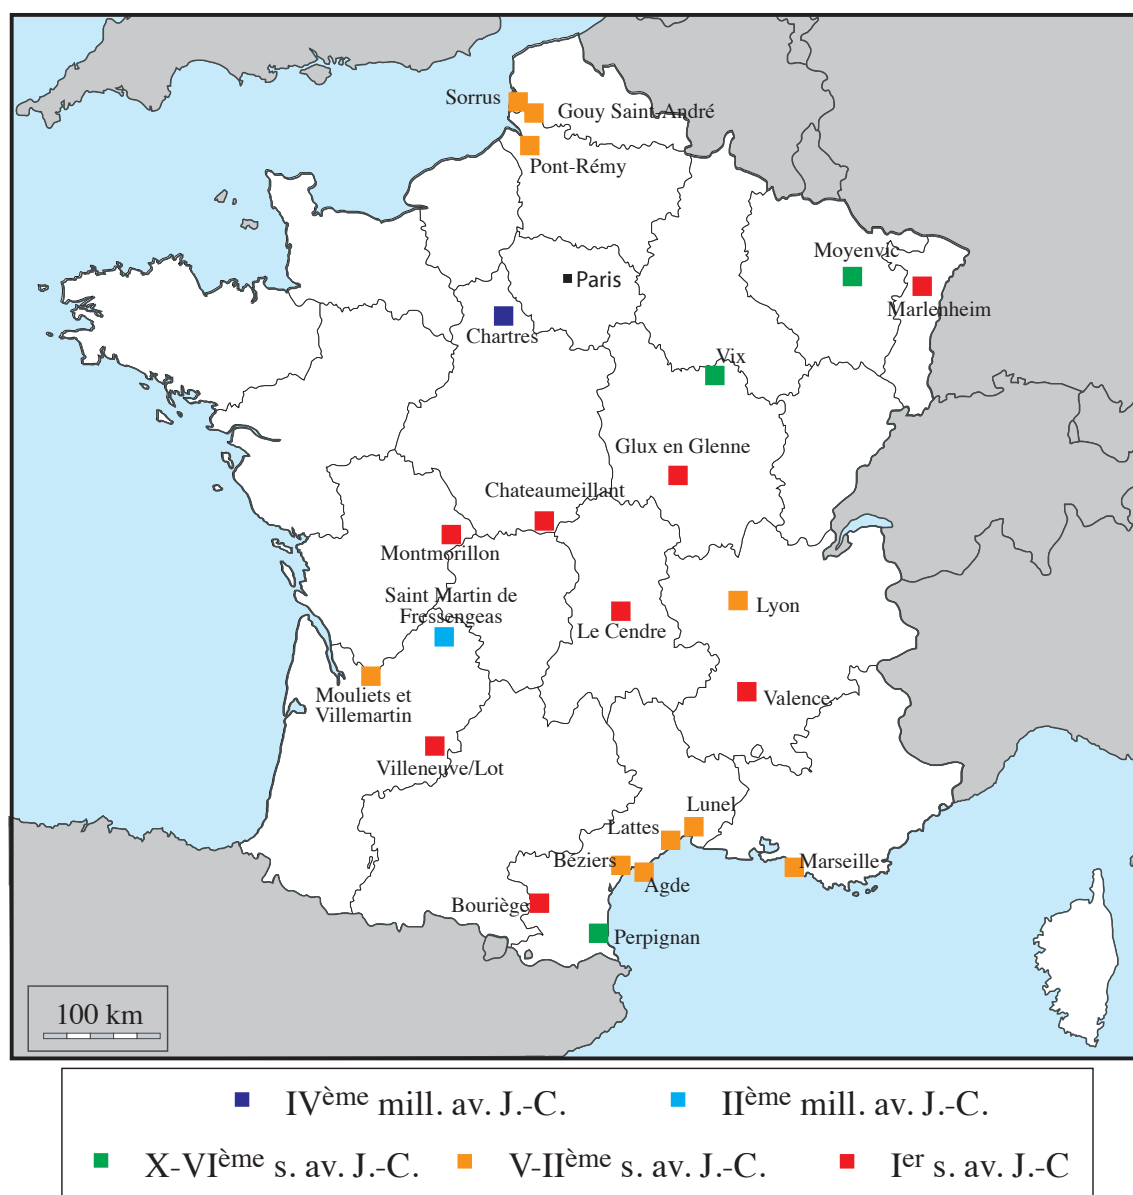 Sorrus
Gouy Saint-André
Pont-Rémy
Moyenvic
Paris
Marlenheim
Chartres
Vix
Glux en Glenne
Chateaumeillant
Montmorillon
Saint Martin de
Fressengeas
Lyon
Le Cendre
Mouliets et
Villemartin
Valence
Villeneuve/Lot
Lunel
Lattes
Béziers
Marseille
Agde
Bouriège
Perpignan
100 km
IVème mill. av. J.-C.
IIème mill. av. J.-C.
X-VIème s. av. J.-C.
V-IIème s. av. J.-C.
Ier s. av. J.-C